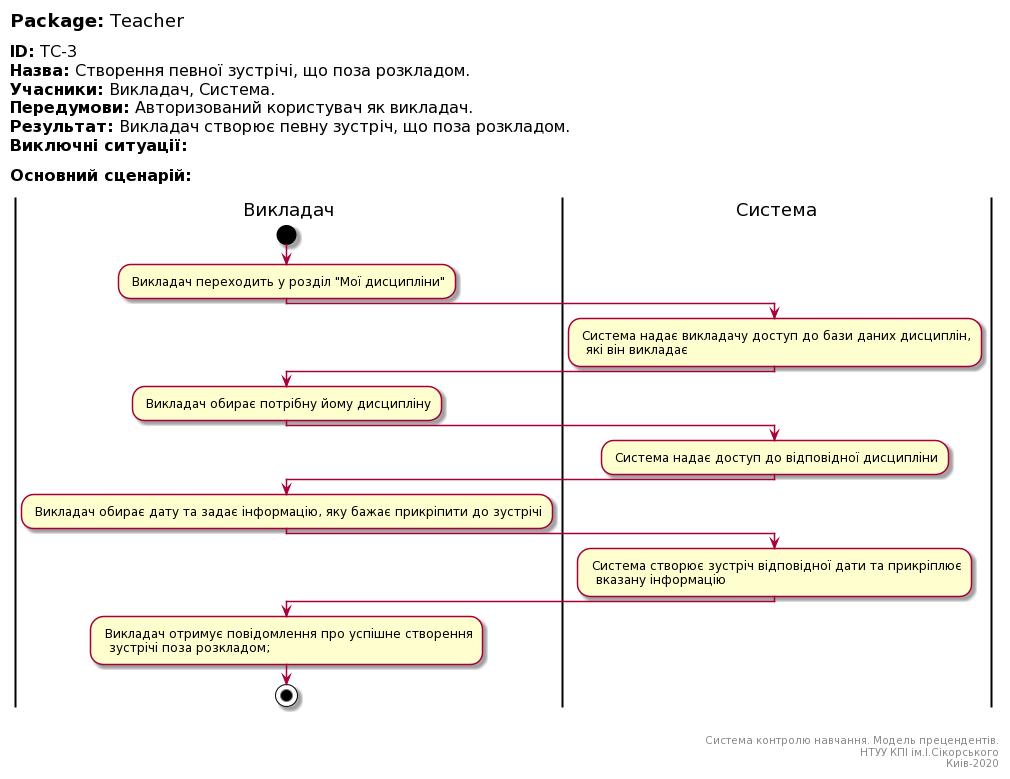 Package: Teacher
ID: TC-3
Назва: Створення певної зустрічі, що поза розкладом.
Учасники: Викладач, Система.
Передумови: Авторизований користувач як викладач.
Результат: Викладач створює певну зустріч, що поза розкладом.
Виключні ситуації:
Основний сценарій:
Викладач
Система
Викладач переходить у розділ "Мої дисципліни"
Система надає викладачу доступ до бази даних дисциплін,
які він викладає
Викладач обирає потрібну йому дисципліну
Система надає доступ до відповідної дисципліни
Викладач обирає дату та задає інформацію, яку бажає прикріпити до зустрічі
Система створює зустріч відповідної дати та прикріплює
вказану інформацію
Викладач отримує повідомлення про успішне створення
зустрічі поза розкладом;
Система контролю навчання. Модель прецендентів.
НТУУ КПІ ім.І.Сікорського
Киів-2020